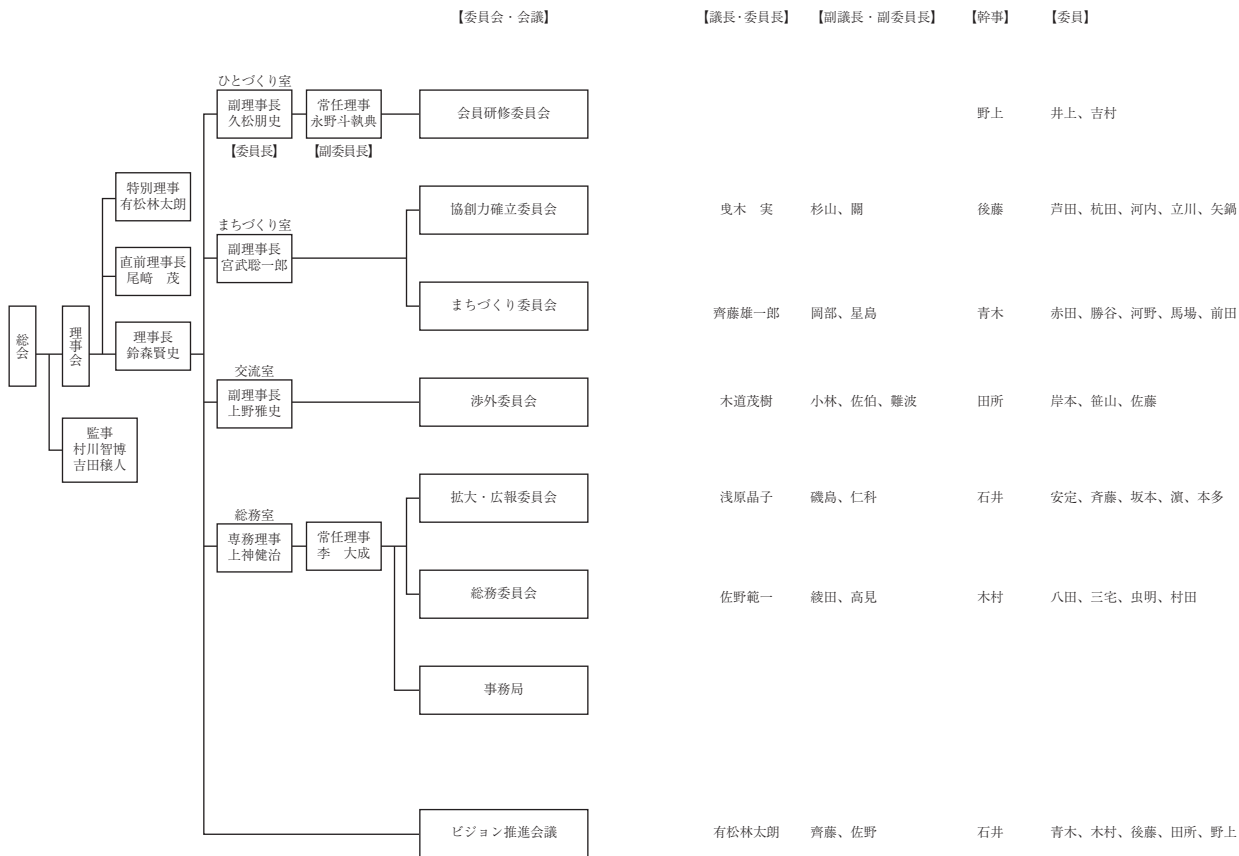 【委員会・会議】 【議長・委員長】 【副議長・副委員長】 【幹事】 【委員】
ひとづくり室
副理事長
久松朋史
【委員長】
常任理事
永野斗執典
【副委員長】
会員研修委員会 野上 井上、吉村
特別理事
有松林太朗
直前理事長
尾﨑 茂
理事長
鈴森賢史
総会
理事会
監事
村川智博
吉田穣人
まちづくり室
副理事長
宮武聡一郎
協創力確立委員会 曵木 実 杉山、關 後藤 芦田、杭田、河内、立川、矢鍋
まちづくり委員会 齊藤雄一郎 岡部、星島 青木 赤田、勝谷、河野、馬場、前田
交流室
副理事長
上野雅史
渉外委員会 木道茂樹 小林、佐伯、難波 田所 岸本、笹山、佐藤
総務室
専務理事
上神健治
常任理事
李 大成
拡大・広報委員会 浅原晶子 磯島、仁科 石井 安定、斉藤、坂本、濵、本多
総務委員会 佐野範一 綾田、高見 木村 八田、三宅、虫明、村田
事務局
ビジョン推進会議 有松林太朗 齊藤、佐野 石井 青木、木村、後藤、田所、野上